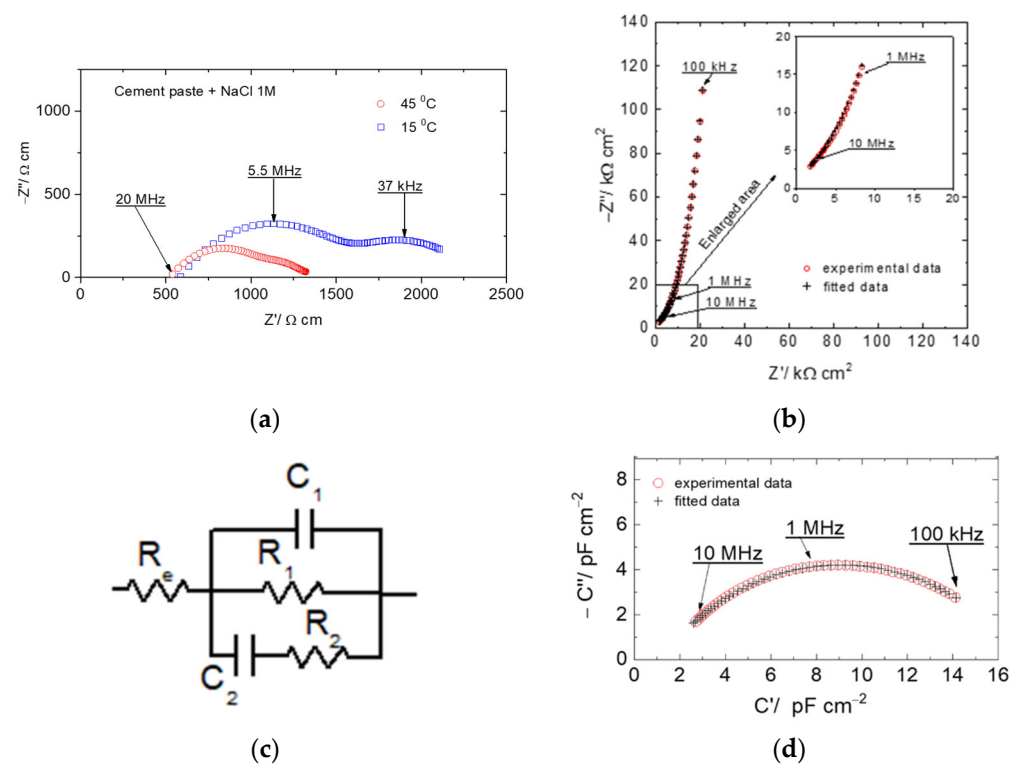 Cement paste + NaCl 1M
45 ⁰C
15 ⁰C
20 MHz
5.5 MHz
37 kHz
−Z''/ Ω cm
1000
500
250
0
0
500
1000
1500
2000
2500
Z'/ Ω cm
(a)
140
120
100
80
60
40
20
0
−Z''/ kΩ cm²
100 kHz
20
15
10
5
0
1 MHz
10 MHz
0
5
10
15
20
Enlarged area
experimental data
fitted data
1 MHz
10 MHz
0
20
40
60
80
100
120
140
Z'/ kΩ cm²
(b)
C₁
Rₑ
R₁
R₂
C₂
(c)
8
6
4
2
0
− C''/ pF cm⁻²
experimental data
fitted data
10 MHz
1 MHz
100 kHz
0
2
4
6
8
10
12
14
16
C'/ pF cm⁻²
(d)